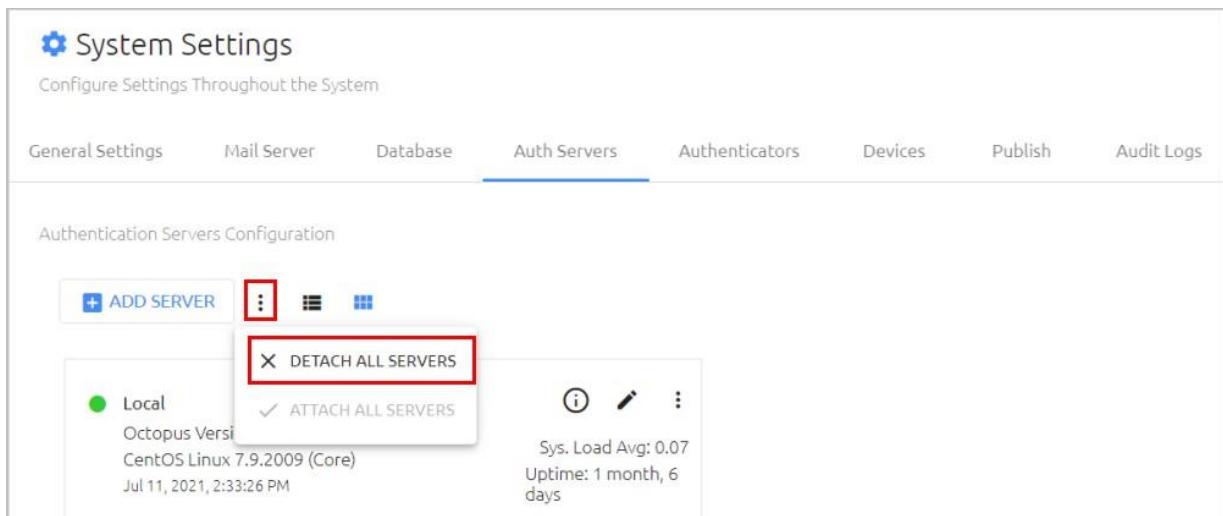 System Settings
Configure Settings Throughout the System
General Settings Mail Server Database Auth Servers Authenticators Devices Publish Audit Logs
Authentication Servers Configuration
ADD SERVER
DETACH ALL SERVERS
ATTACH ALL SERVERS
Local
Octopus Versi
CentOS Linux 7.9.2009 (Core)
Jul 11, 2021, 2:33:26 PM
Sys. Load Avg: 0.07
Uptime: 1 month, 6
days